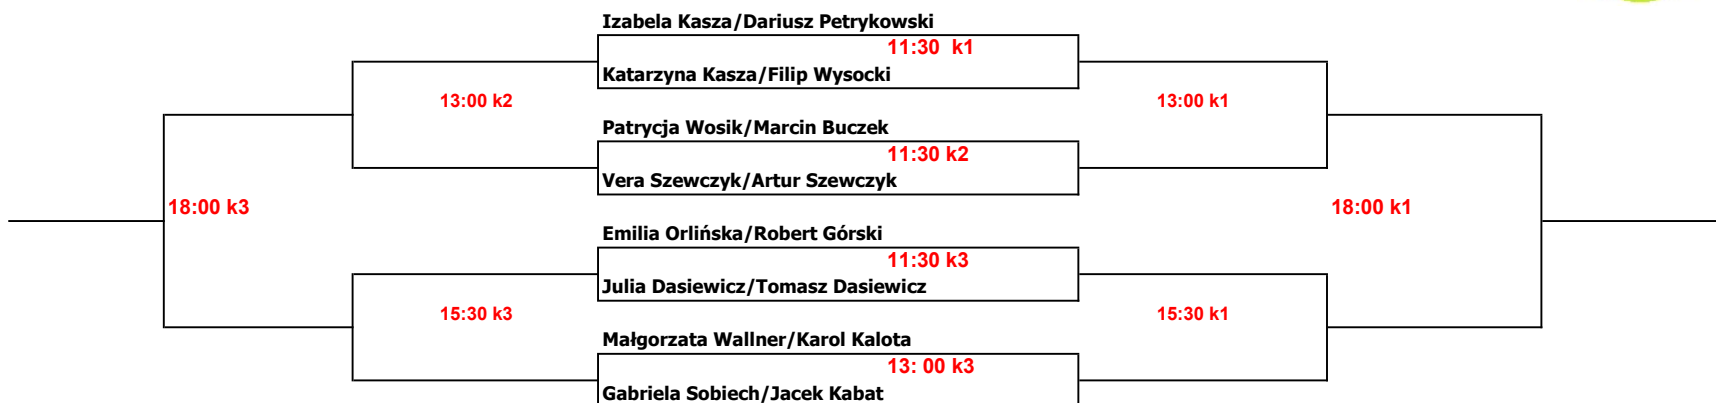 Izabela Kasza/Dariusz Petrykowski
11:30 k1
Katarzyna Kasza/Filip Wysocki
13:00 k2
13:00 k1
Patrycja Wosik/Marcin Buczek
11:30 k2
Vera Szewczyk/Artur Szewczyk
18:00 k3
18:00 k1
Emilia Orlińska/Robert Górski
11:30 k3
Julia Dasiewicz/Tomasz Dasiewicz
15:30 k3
15:30 k1
Małgorzata Wallner/Karol Kalota
13: 00 k3
Gabriela Sobiech/Jacek Kabat